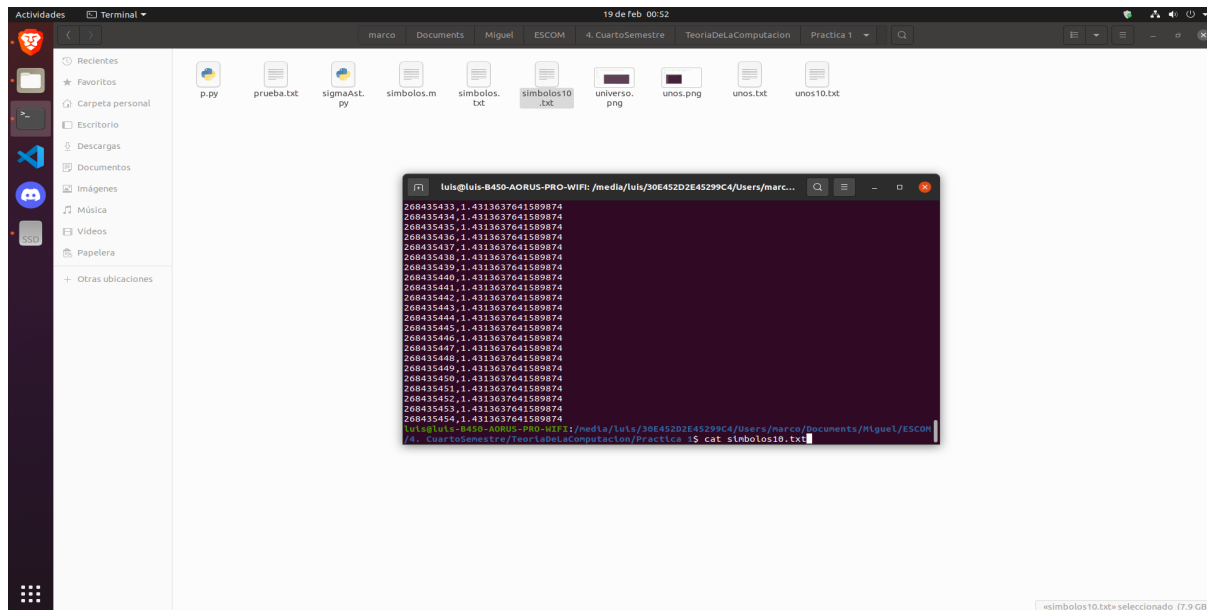 Actividades
Terminal
19 de feb 00:52
marco
Documents
Miguel
ESCOM
4. CuartoSemestre
TeoriaDeLaComputacion
Practica 1
Recientes
Favoritos
Carpeta personal
Escritorio
Descargas
Documentos
Imágenes
Música
Vídeos
Papelera
+ Otras ubicaciones
SSD
p.py
prueba.txt
sigmaAst.
py
simbolos.m
simbolos.
txt
simbolos10
.txt
universo.
png
unos.png
unos.txt
unos10.txt
luis@luis-B450-AORUS-PRO-WIFI: /media/luis/30E452D2E45299C4/Users/marc...
268435433,1.4313637641589874
268435434,1.4313637641589874
268435435,1.4313637641589874
268435436,1.4313637641589874
268435437,1.4313637641589874
268435438,1.4313637641589874
268435439,1.4313637641589874
268435440,1.4313637641589874
268435441,1.4313637641589874
268435442,1.4313637641589874
268435443,1.4313637641589874
268435444,1.4313637641589874
268435445,1.4313637641589874
268435446,1.4313637641589874
268435447,1.4313637641589874
268435448,1.4313637641589874
268435449,1.4313637641589874
268435450,1.4313637641589874
268435451,1.4313637641589874
268435452,1.4313637641589874
268435453,1.4313637641589874
268435454,1.4313637641589874
luis@luis-B450-AORUS-PRO-WIFI:/media/luis/30E452D2E45299C4/Users/marco/Documents/Miguel/ESCOM
/4. CuartoSemestre/TeoriaDeLaComputacion/Practica 1$ cat simbolos10.txt
«simbolos10.txt» seleccionado (7.9 GB